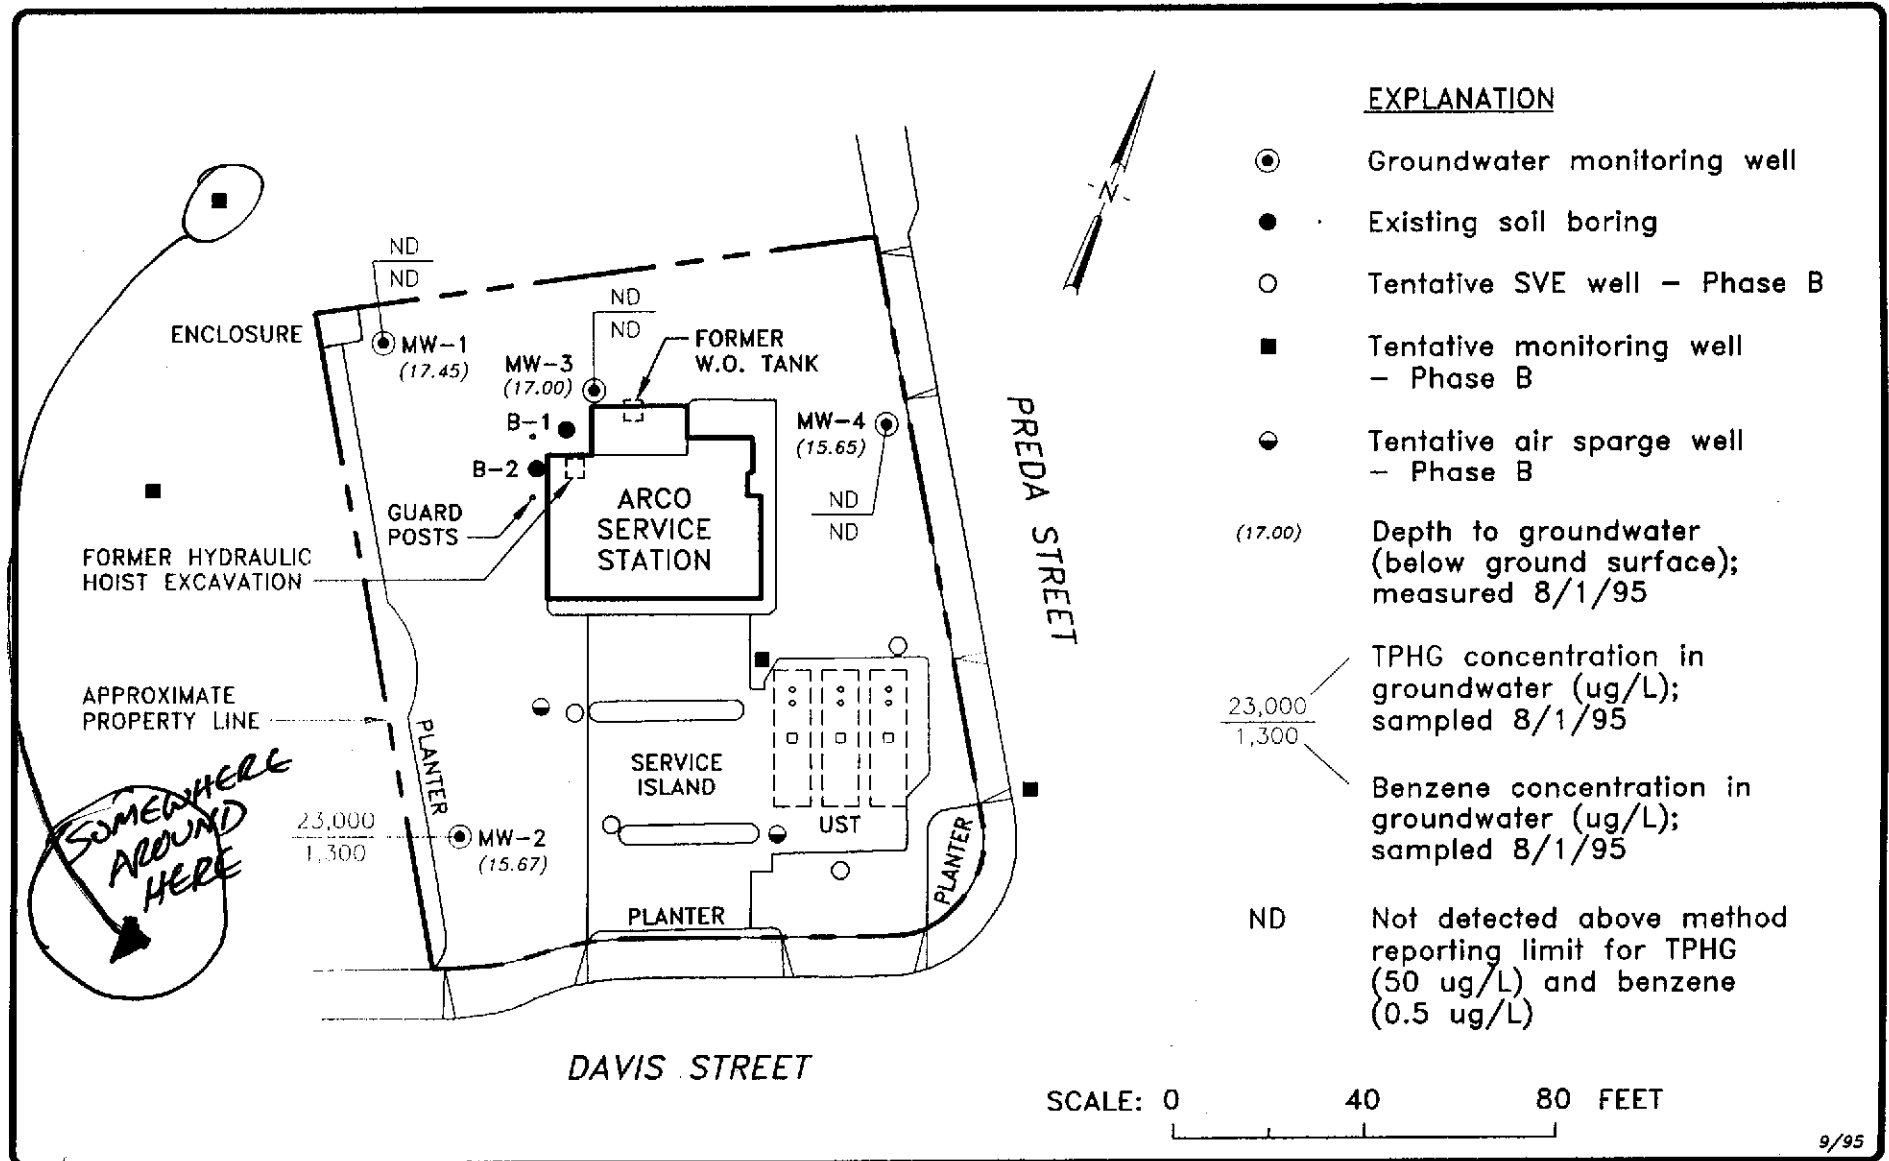 EXPLANATION
Groundwater monitoring well
Existing soil boring
Tentative SVE well – Phase B
Tentative monitoring well
– Phase B
Tentative air sparge well
– Phase B
(17.00)
Depth to groundwater
(below ground surface);
measured 8/1/95
23,000
1,300
TPHG concentration in
groundwater (ug/L);
sampled 8/1/95
Benzene concentration in
groundwater (ug/L);
sampled 8/1/95
ND
Not detected above method
reporting limit for TPHG
(50 ug/L) and benzene
(0.5 ug/L)
N
ND
ND
ENCLOSURE
MW-1
(17.45)
ND
ND
MW-3
(17.00)
FORMER
W.O. TANK
B-1
B-2
MW-4
(15.65)
ND
ND
GUARD
POSTS
ARCO
SERVICE
STATION
FORMER HYDRAULIC
HOIST EXCAVATION
PREDA STREET
APPROXIMATE
PROPERTY LINE
PLANTER
SERVICE
ISLAND
UST
SOMEWHERE
AROUND
HERE
23,000
1,300
MW-2
(15.67)
PLANTER
PLANTER
DAVIS STREET
SCALE: 0 40 80 FEET
9/95